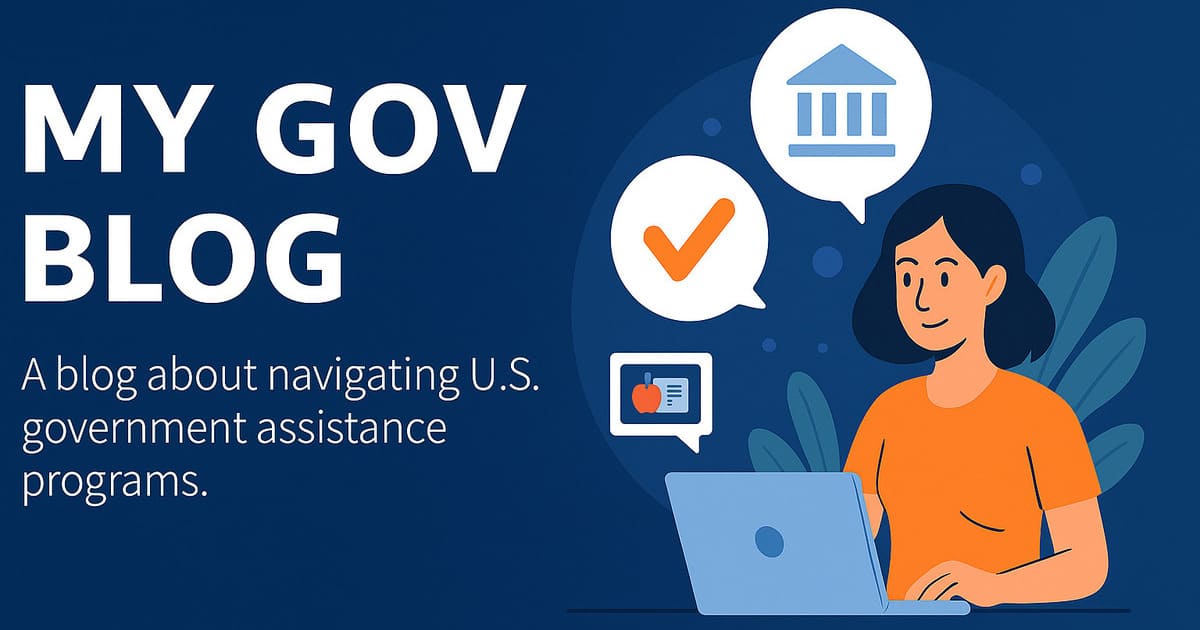 MY GOV
BLOG
A blog about navigating U.S.
government assistance
programs.